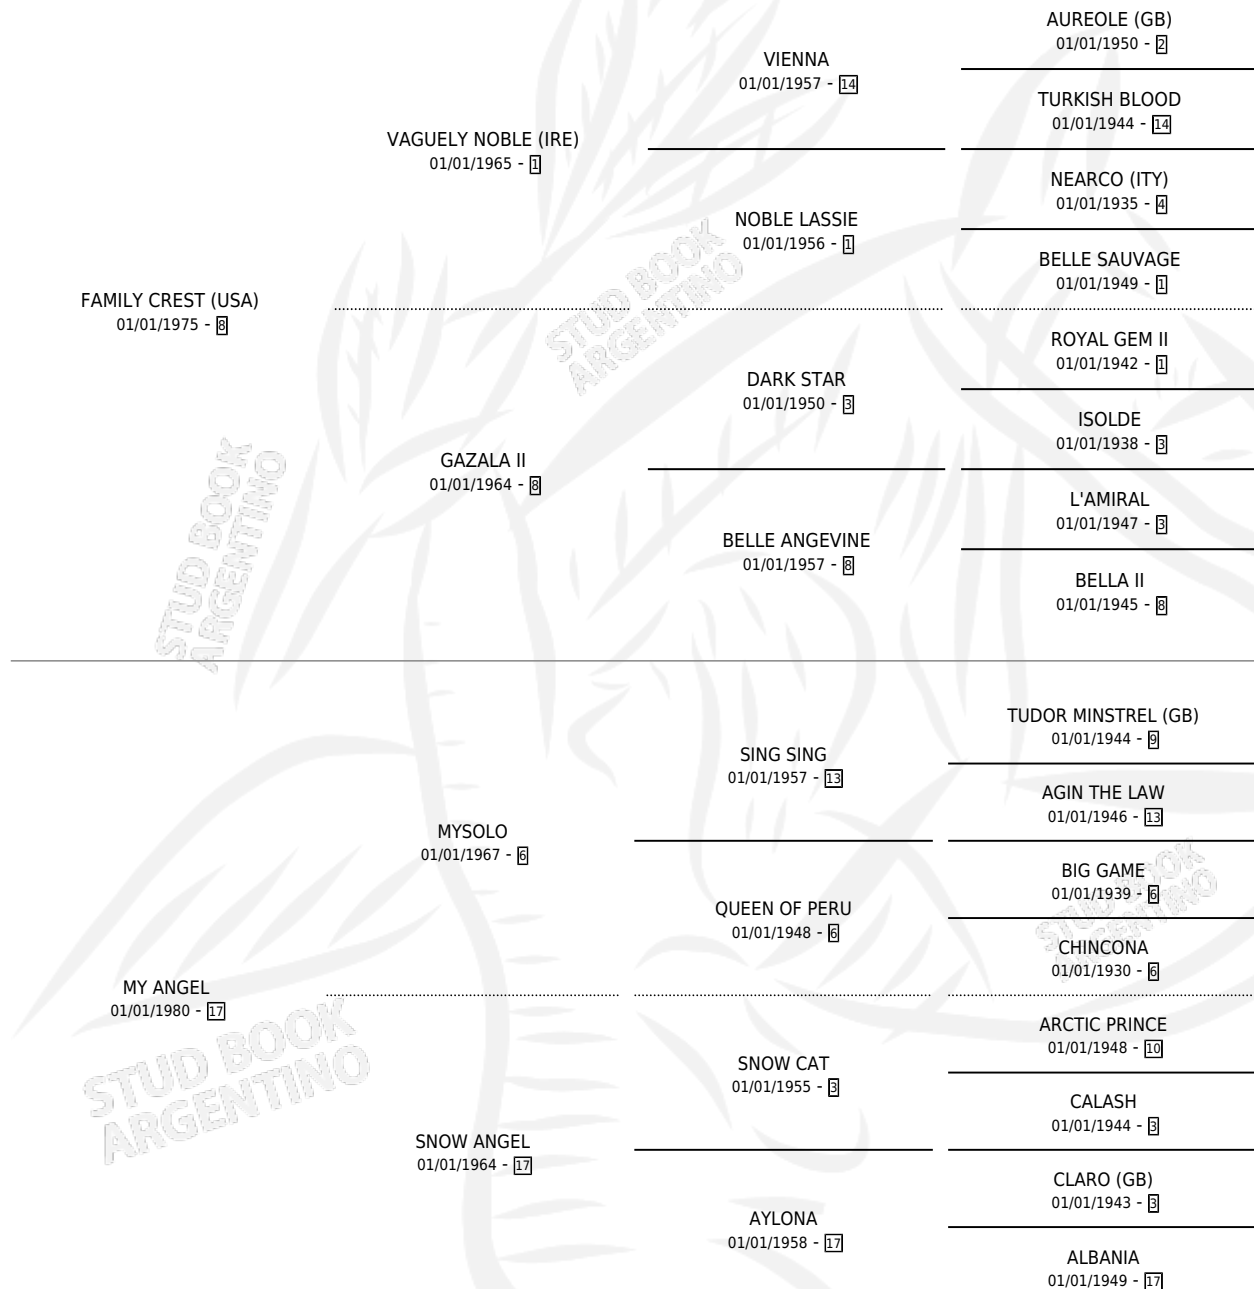 AUREOLE (GB)
01/01/1950 - 2
VIENNA
01/01/1957 - 14
TURKISH BLOOD
01/01/1944 - 14
VAGUELY NOBLE (IRE)
01/01/1965 - 1
NEARCO (ITY)
01/01/1935 - 4
NOBLE LASSIE
01/01/1956 - 1
BELLE SAUVAGE
01/01/1949 - 1
FAMILY CREST (USA)
01/01/1975 - 8
ROYAL GEM II
01/01/1942 - 1
DARK STAR
01/01/1950 - 3
ISOLDE
01/01/1938 - 3
GAZALA II
01/01/1964 - 8
L'AMIRAL
01/01/1947 - 3
BELLE ANGEVINE
01/01/1957 - 8
BELLA II
01/01/1945 - 8
STUD BOOK
ARGENTINO
STUD BOOK
ARGENTINO
TUDOR MINSTREL (GB)
01/01/1944 - 9
SING SING
01/01/1957 - 13
AGIN THE LAW
01/01/1946 - 13
MYSOLO
01/01/1967 - 6
BIG GAME
01/01/1939 - 6
QUEEN OF PERU
01/01/1948 - 6
CHINCONA
01/01/1930 - 6
MY ANGEL
01/01/1980 - 17
ARCTIC PRINCE
01/01/1948 - 10
SNOW CAT
01/01/1955 - 3
CALASH
01/01/1944 - 3
SNOW ANGEL
01/01/1964 - 17
CLARO (GB)
01/01/1943 - 3
AYLONA
01/01/1958 - 17
ALBANIA
01/01/1949 - 17
STUD BOOK
ARGENTINO
STUD BOOK
ARGENTINO